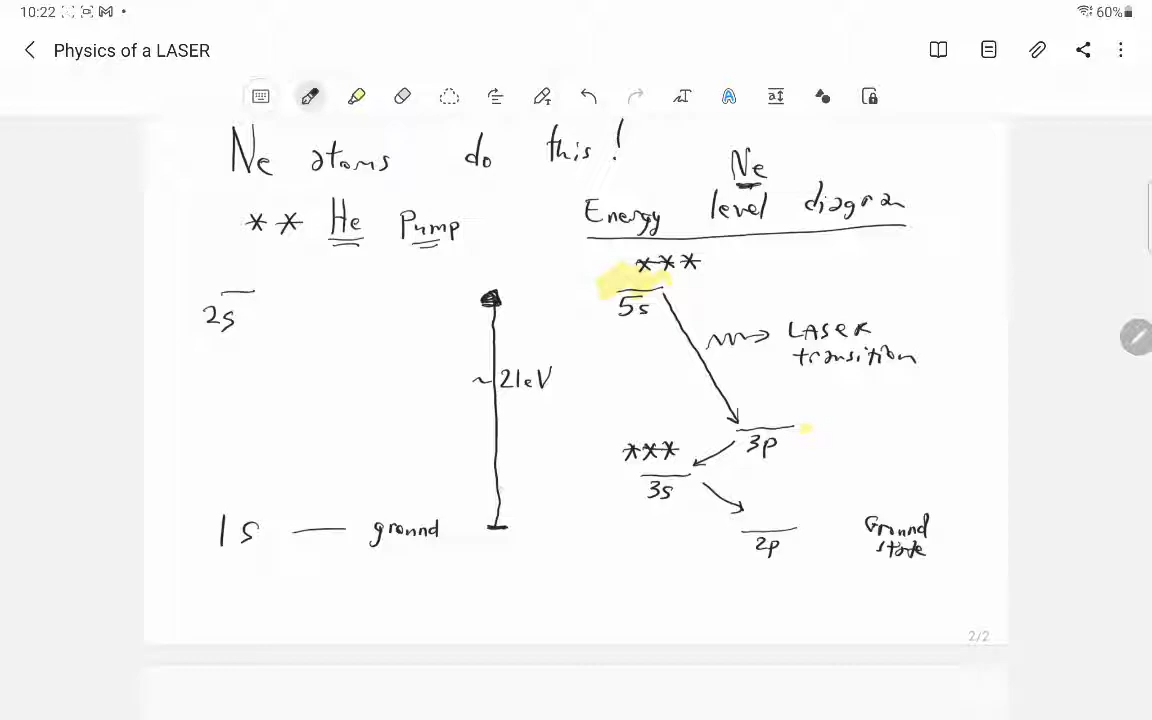 10:22
60%
Physics of a LASER
Ne atoms do this!
** He Pump
Ne
Energy level diagram
***
5s
2s
LASER
transition
~21eV
3p
***
3s
1s — ground
2p
Ground
state
2/2